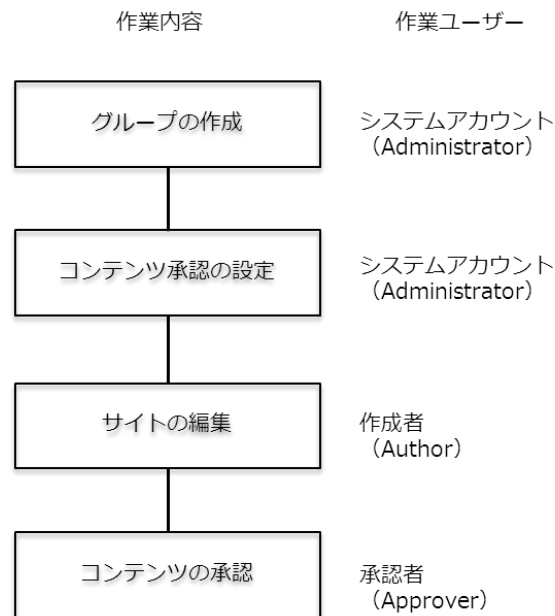 作業内容 作業ユーザー
グループの作成 システムアカウント
（Administrator）
コンテンツ承認の設定 システムアカウント
（Administrator）
サイトの編集 作成者
（Author）
コンテンツの承認 承認者
（Approver）